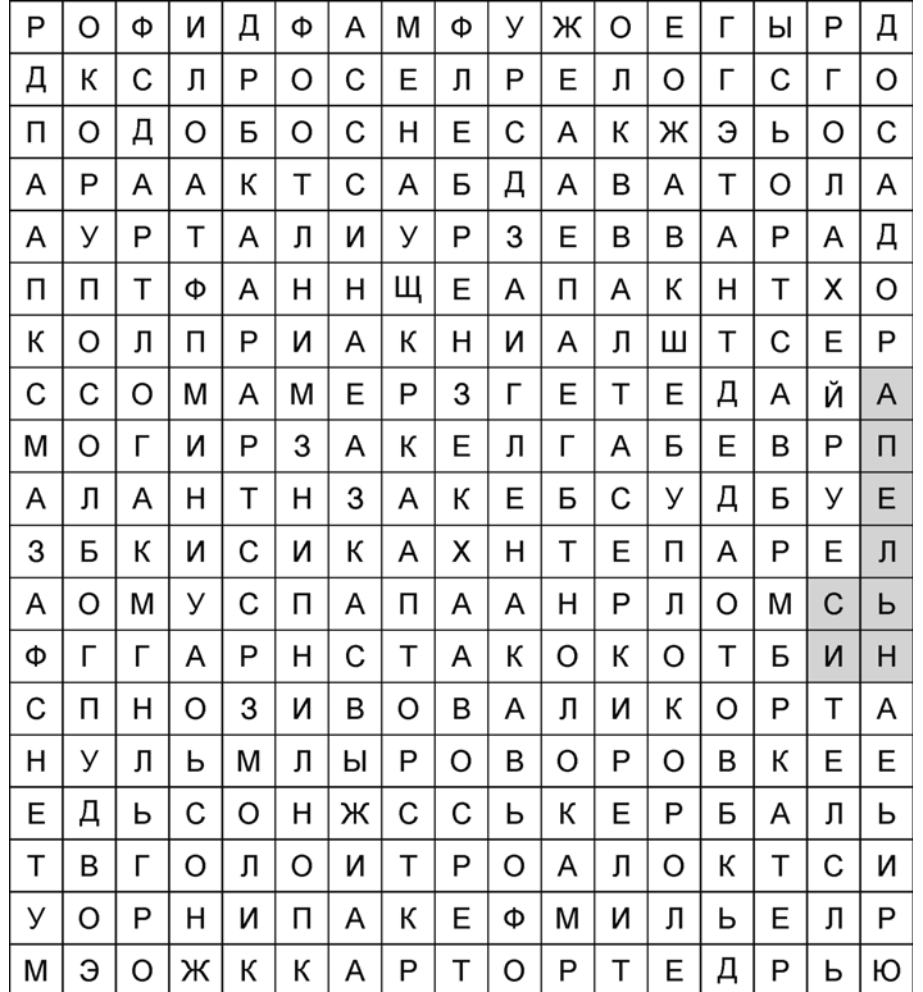 Р О Ф И Д Ф А М Ф У Ж О Е Г Ы Р Д
Д К С Л Р О С Е Л Р Е Л О Г С Г О
П О Д О Б О С Н Е С А К Ж Э Ь О С
А Р А А К Т С А Б Д А В А Т О Л А
А У Р Т А Л И У Р З Е В В А Р А Д
П П Т Ф А Н Н Щ Е А П А К Н Т Х О
К О Л П Р И А К Н И А Л Ш Т С Е Р
С С О М А М Е Р З Г Е Т Е Д А Й А
М О Г И Р З А К Е Л Г А Б Е В Р П
А Л А Н Т Н З А К Е Б С У Д Б У Е
З Б К И С И К А Х Н Т Е П А Р Е Л
А О М У С П А П А А Н Р Л О М С Ь
Ф Г Г А Р Н С Т А К О К О Т Б И Н
С П Н О З И В О В А Л И К О Р Т А
Н У Л Ь М Л Ы Р О В О Р О В К Е Е
Е Д Ь С О Н Ж С С Ь К Е Р Б А Л Ь
Т В Г О Л О И Т Р О А Л О К Т С И
У О Р Н И П А К Е Ф М И Л Ь Е Л Р
М Э О Ж К К А Р Т О Р Т Е Д Р Ь Ю